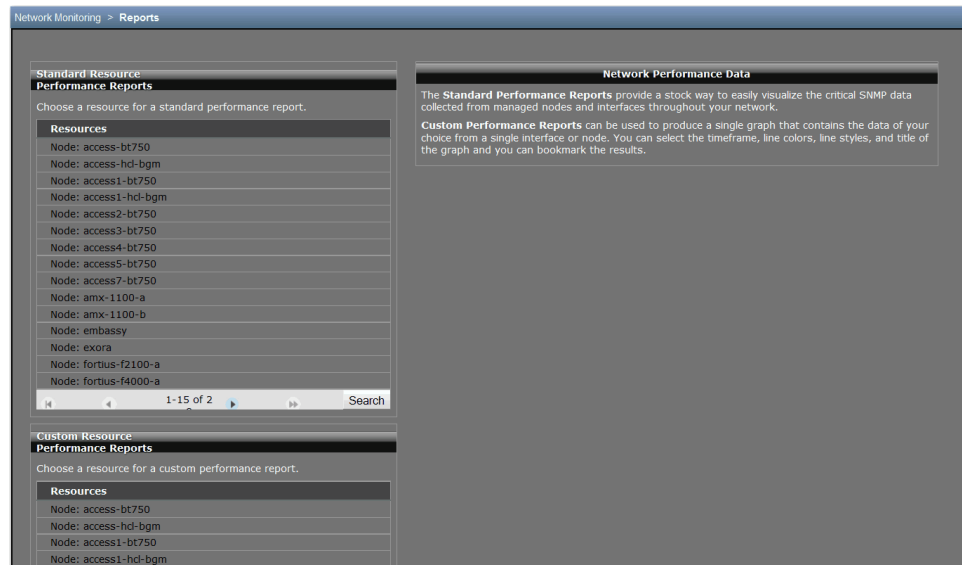 Network Monitoring > Reports
Standard Resource
Performance Reports
Choose a resource for a standard performance report.
Resources
Node: access-bt750
Node: access-hcl-bgm
Node: access1-bt750
Node: access1-hcl-bgm
Node: access2-bt750
Node: access3-bt750
Node: access4-bt750
Node: access5-bt750
Node: access7-bt750
Node: amx-1100-a
Node: amx-1100-b
Node: embassy
Node: exora
Node: fortius-f2100-a
Node: fortius-f4000-a
1-15 of 2
Search
Custom Resource
Performance Reports
Choose a resource for a custom performance report.
Resources
Node: access-bt750
Node: access-hcl-bgm
Node: access1-bt750
Node: access1-hcl-bgm
Network Performance Data
The Standard Performance Reports provide a stock way to easily visualize the critical SNMP data
collected from managed nodes and interfaces throughout your network.
Custom Performance Reports can be used to produce a single graph that contains the data of your
choice from a single interface or node. You can select the timeframe, line colors, line styles, and title of
the graph and you can bookmark the results.